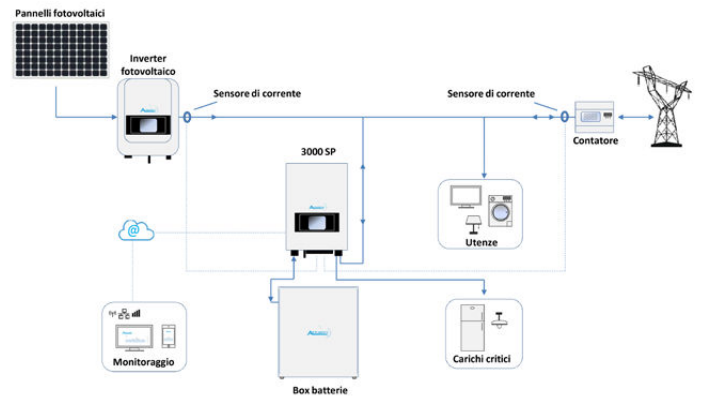 Pannelli fotovoltaici
Inverter
fotovoltaico
Sensore di corrente
Sensore di corrente
Contatore
3000 SP
@
Utenze
Monitoraggio
Box batterie
Carichi critici